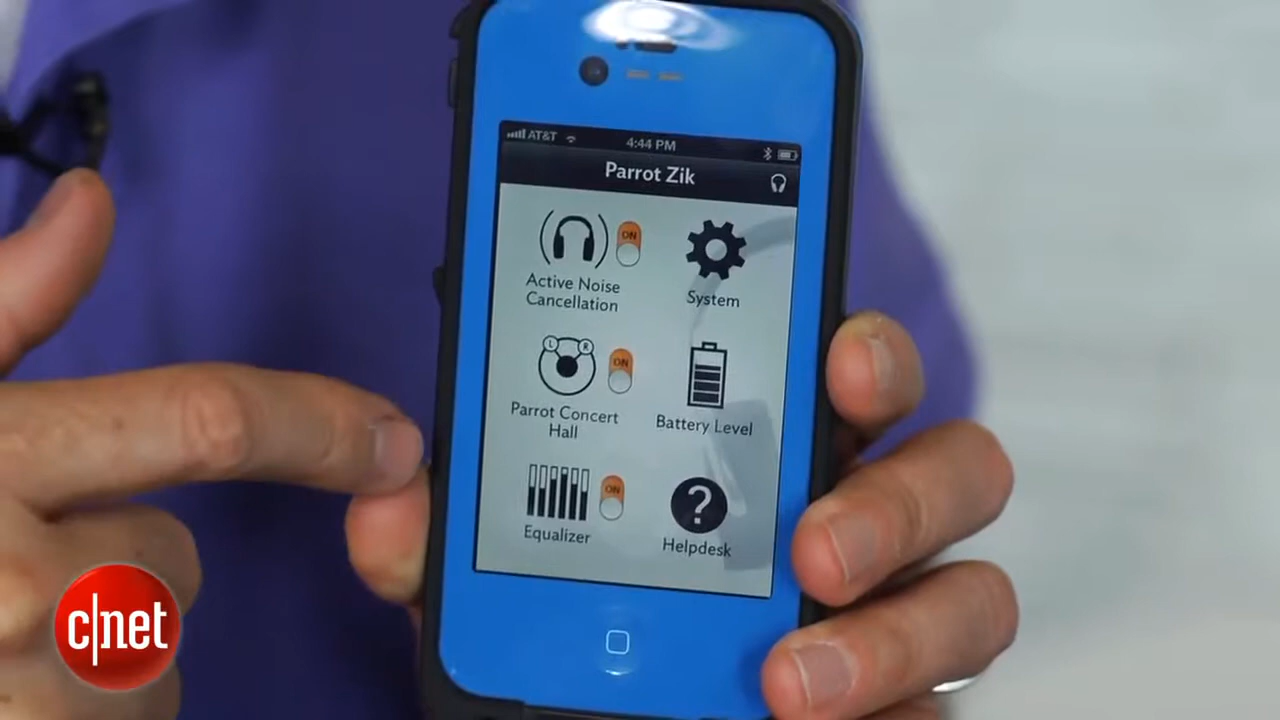 AT&T
4:44 PM
Parrot Zik
ON
Active Noise
Cancellation
System
L R
ON
Parrot Concert
Hall
Battery Level
ON
Equalizer
?
Helpdesk
c|net